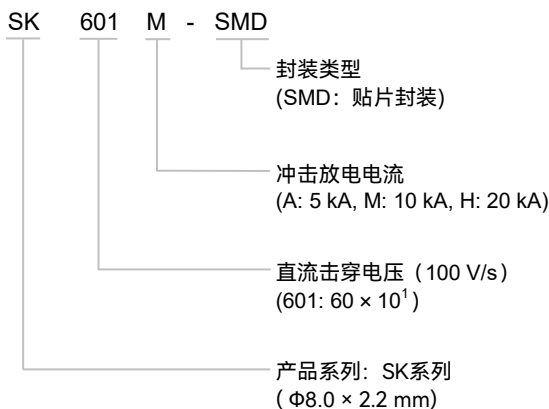 SK 601 M - SMD
封装类型
(SMD：贴片封装)
冲击放电电流
(A: 5 kA, M: 10 kA, H: 20 kA)
直流击穿电压（100 V/s）
(601: 60 × 10¹)
产品系列：SK系列
( Φ8.0 × 2.2 mm)